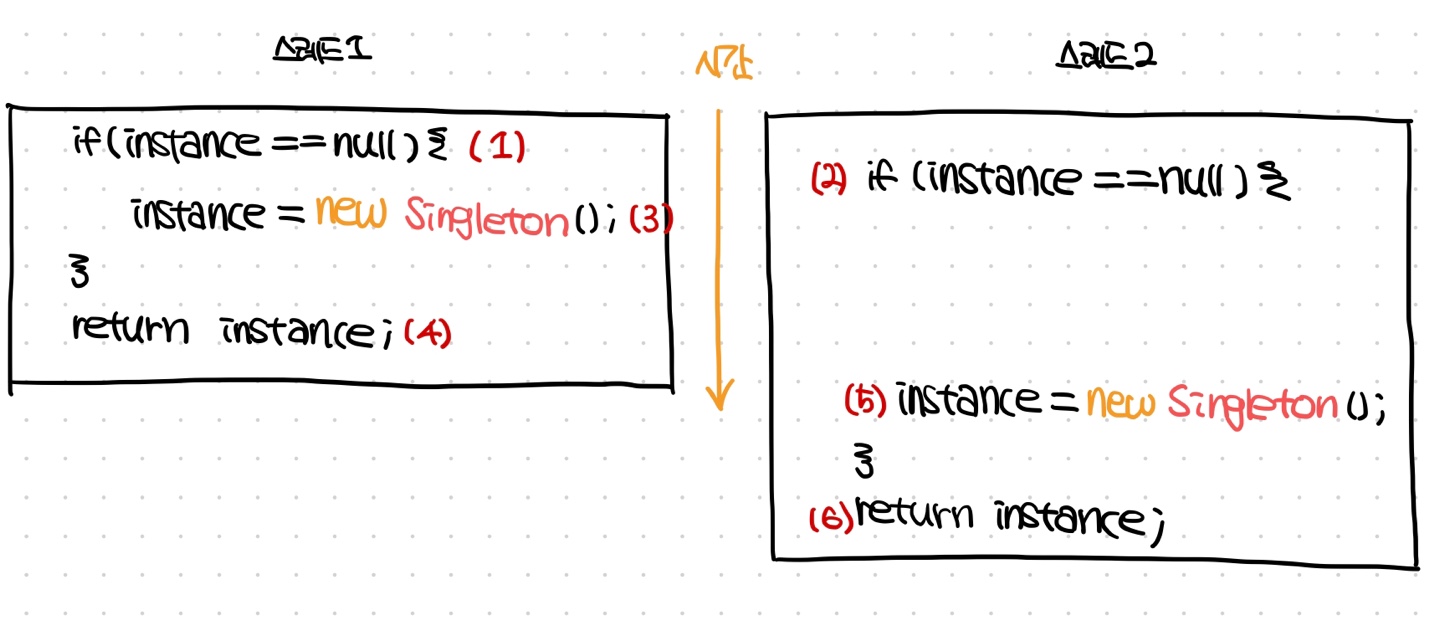 스레드1
if(instance == null) { (1)
instance = new Singleton(); (3)
}
return instance; (4)
시간
스레드2
(2) if (instance ==null) {
(5) instance = new Singleton();
}
(6) return instance;